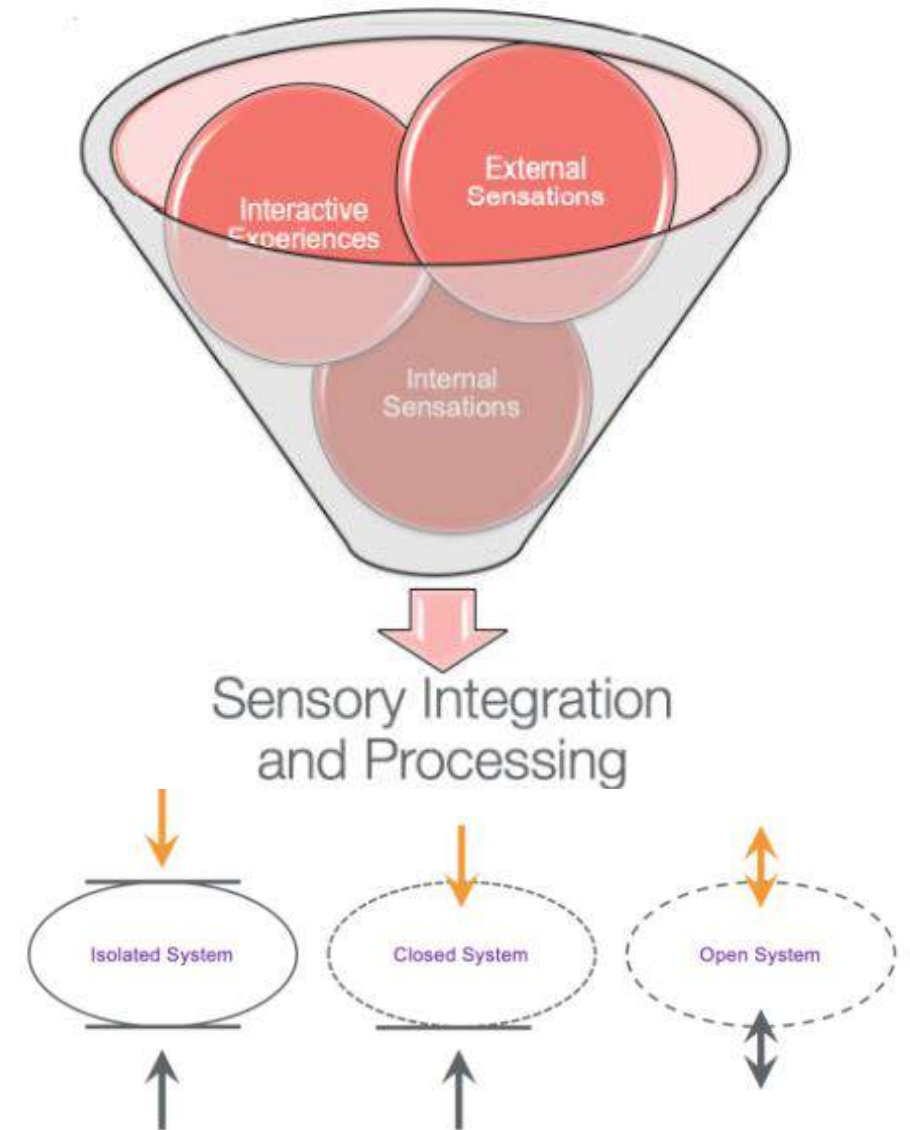 External
Sensations
Interactive
Experiences
Internal
Sensations
Sensory Integration
and Processing
Isolated System
Closed System
Open System